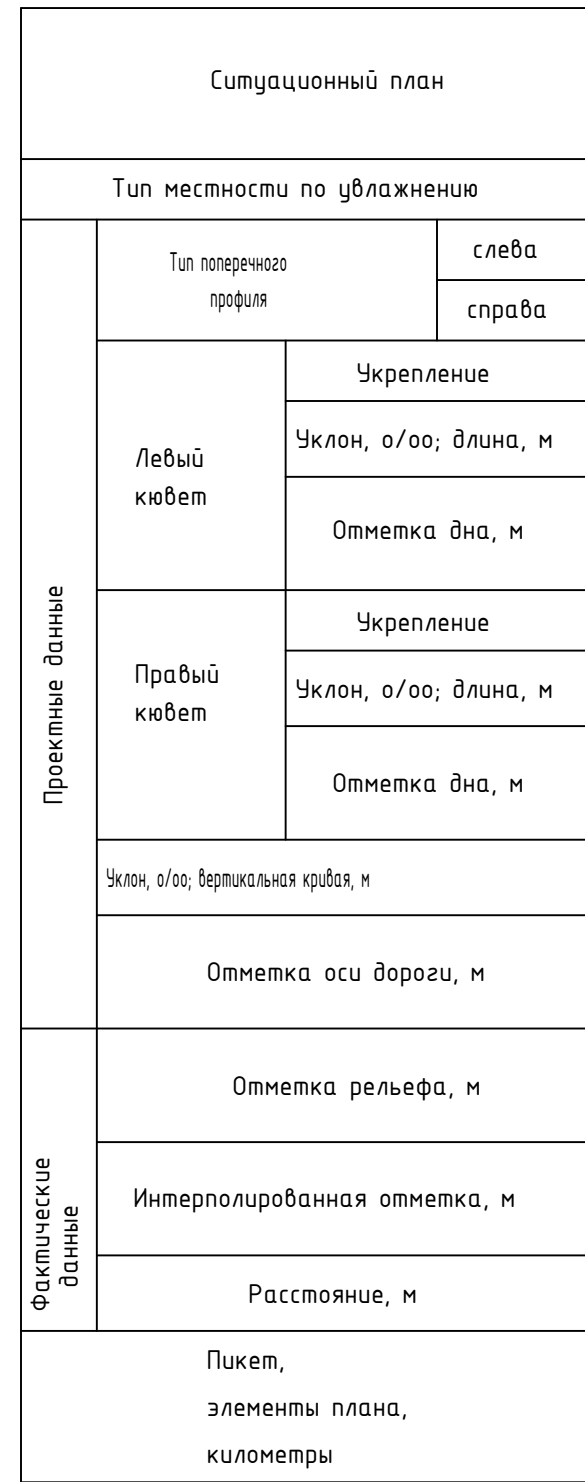 Ситуационный план
Тип местности по увлажнению
Проектные данные
Тип поперечного
профиля
слева
справа
Левый
кювет
Укрепление
Уклон, о/оо; длина, м
Отметка дна, м
Правый
кювет
Укрепление
Уклон, о/оо; длина, м
Отметка дна, м
Уклон, о/оо; вертикальная кривая, м
Отметка оси дороги, м
Фактические
данные
Отметка рельефа, м
Интерполированная отметка, м
Расстояние, м
Пикет,
элементы плана,
километры